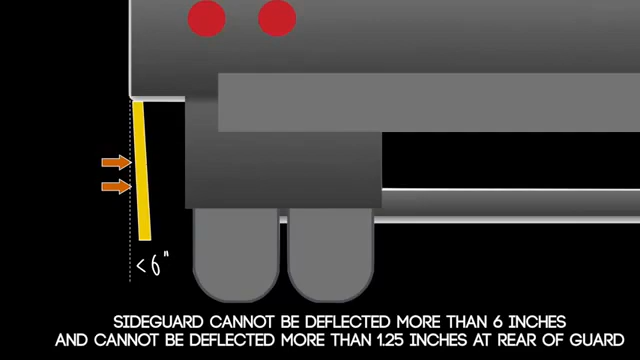 < 6"
SIDEGUARD CANNOT BE DEFLECTED MORE THAN 6 INCHES
AND CANNOT BE DEFLECTED MORE THAN 1.25 INCHES AT REAR OF GUARD